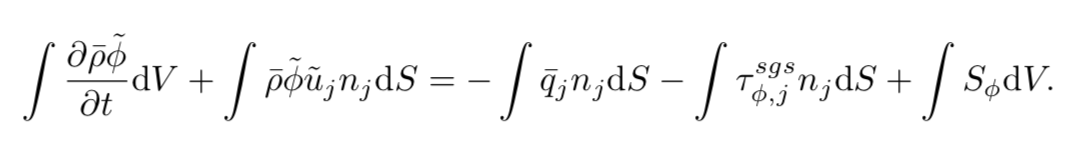 ∫ ∂ρ̄φ̃/∂t dV + ∫ ρ̄φ̃ũ_j n_j dS = − ∫ q̄_j n_j dS − ∫ τ^{sgs}_{φ,j} n_j dS + ∫ S_φ dV.